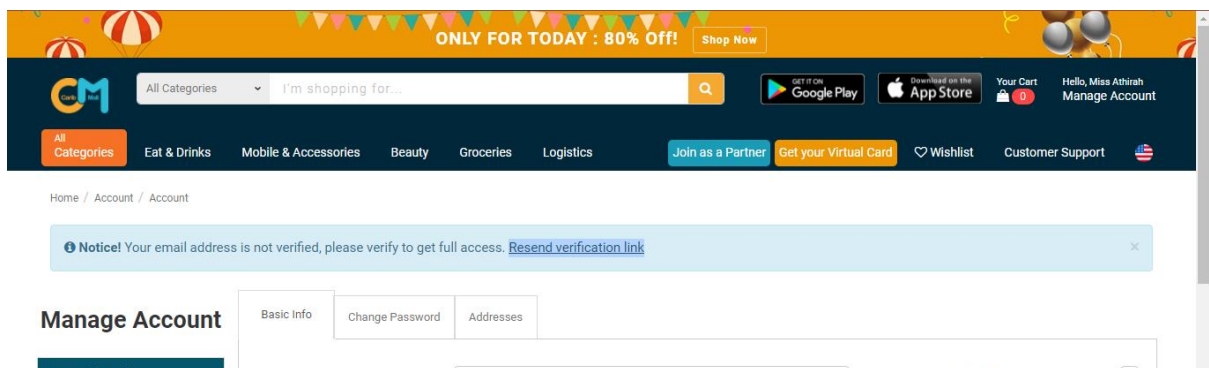 ONLY FOR TODAY : 80% Off! Shop Now
CM
All Categories
I'm shopping for...
GET IT ON
Google Play
Download on the
App Store
Your Cart
0
Hello, Miss Athirah
Manage Account
All
Categories
Eat & Drinks
Mobile & Accessories
Beauty
Groceries
Logistics
Join as a Partner
Get your Virtual Card
Wishlist
Customer Support
Home / Account / Account
Notice! Your email address is not verified, please verify to get full access. Resend verification link ×
Manage Account
Basic Info
Change Password
Addresses